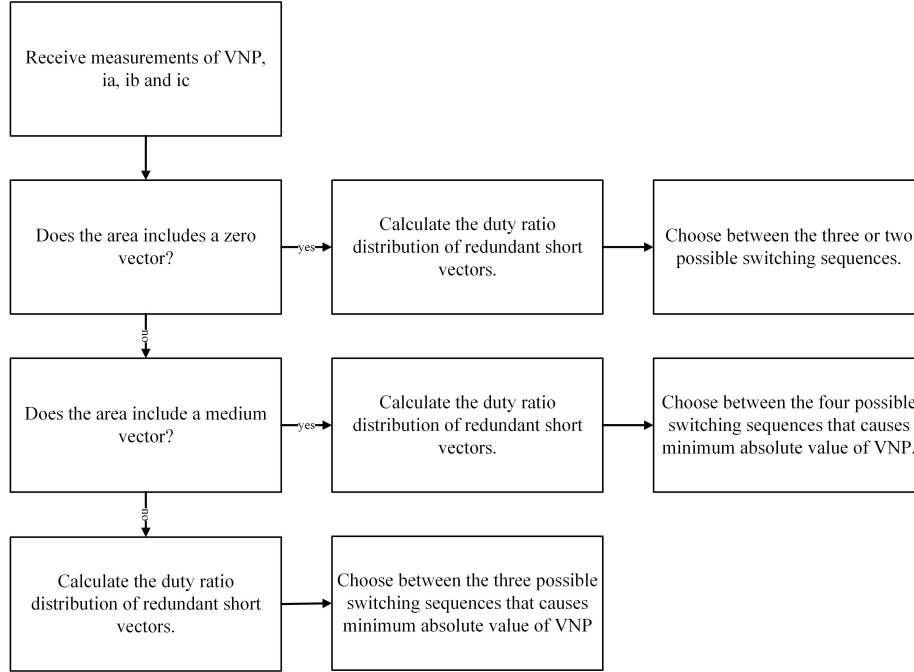 Receive measurements of VNP,
ia, ib and ic
Does the area includes a zero
vector?
yes
Calculate the duty ratio
distribution of redundant short
vectors.
Choose between the three or two
possible switching sequences.
no
Does the area include a medium
vector?
yes
Calculate the duty ratio
distribution of redundant short
vectors.
Choose between the four possible
switching sequences that causes
minimum absolute value of VNP.
no
Calculate the duty ratio
distribution of redundant short
vectors.
Choose between the three possible
switching sequences that causes
minimum absolute value of VNP